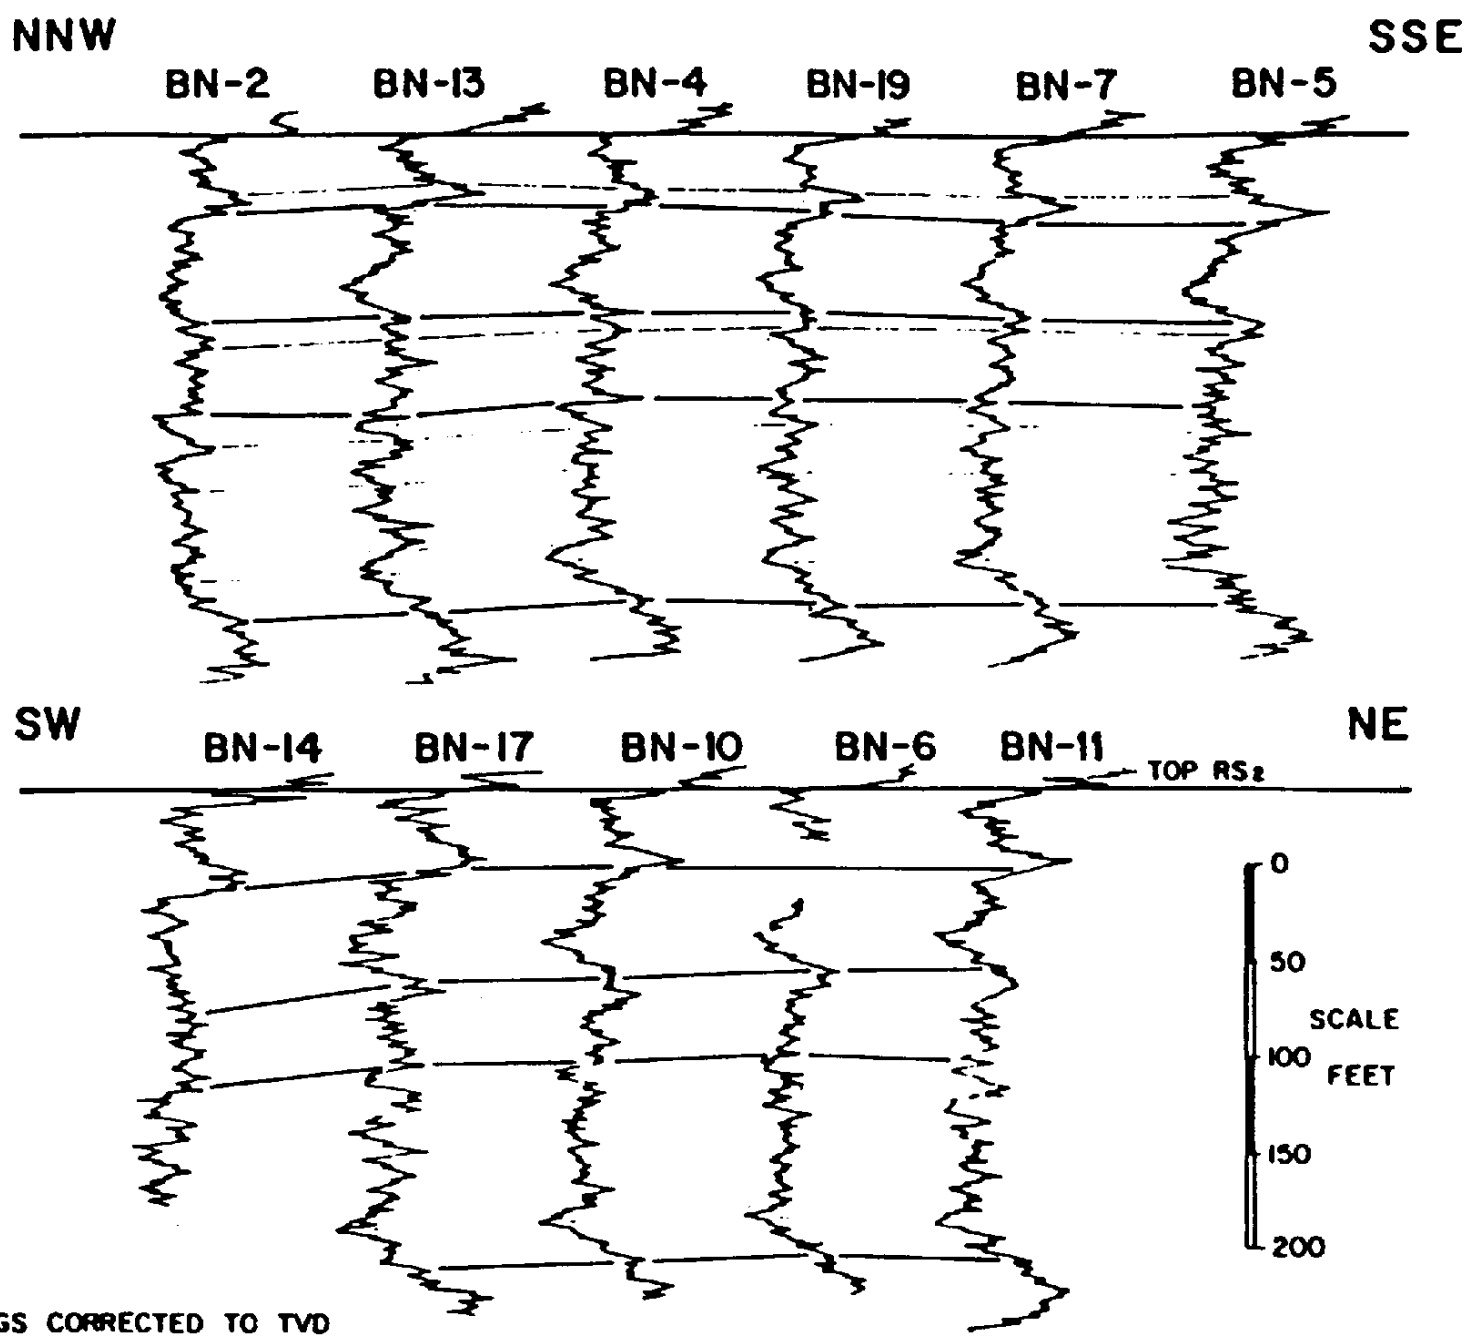 NNW SSE
BN-2 BN-13 BN-4 BN-19 BN-7 BN-5
SW NE
BN-14 BN-17 BN-10 BN-6 BN-11
TOP RS2
0
50
SCALE
100
FEET
150
200
GS CORRECTED TO TVD